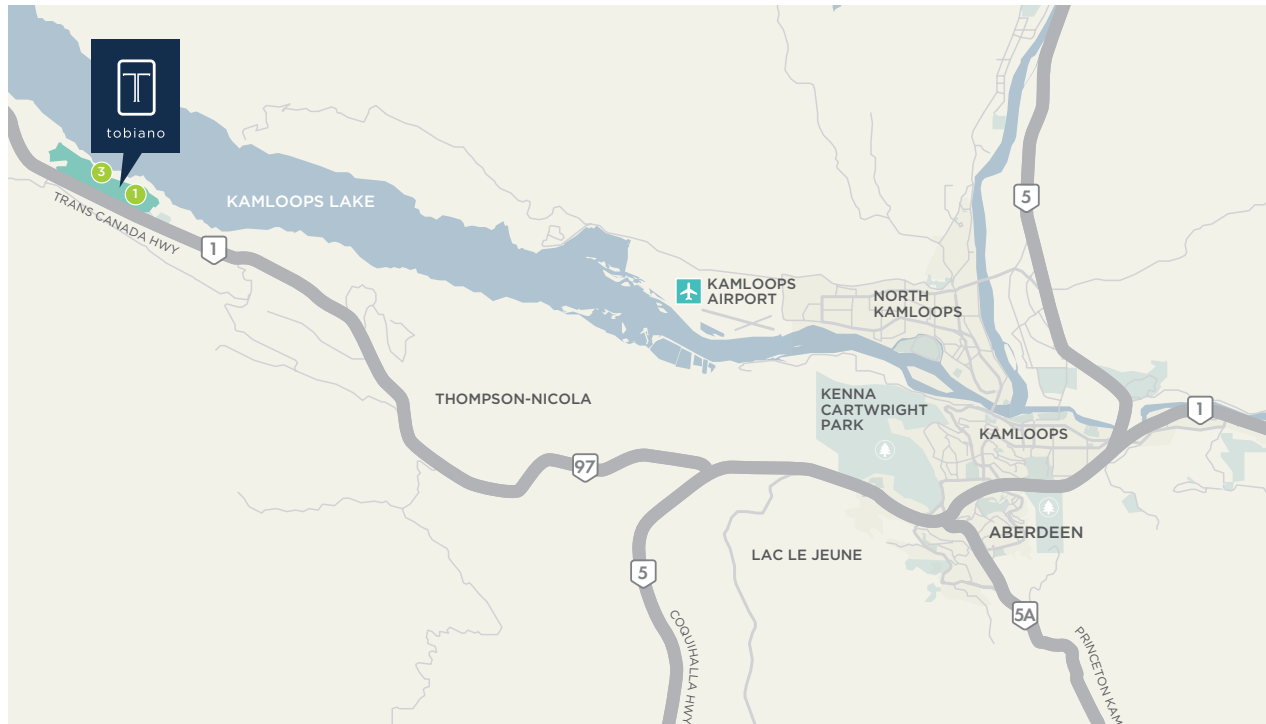 T
tobiano
3
1
TRANS CANADA HWY
1
KAMLOOPS LAKE
5
KAMLOOPS
AIRPORT
NORTH
KAMLOOPS
THOMPSON-NICOLA
KENNA
CARTWRIGHT
PARK
1
KAMLOOPS
97
ABERDEEN
LAC LE JEUNE
5
5A
COQUIHALLA HWY
PRINCETON KAM